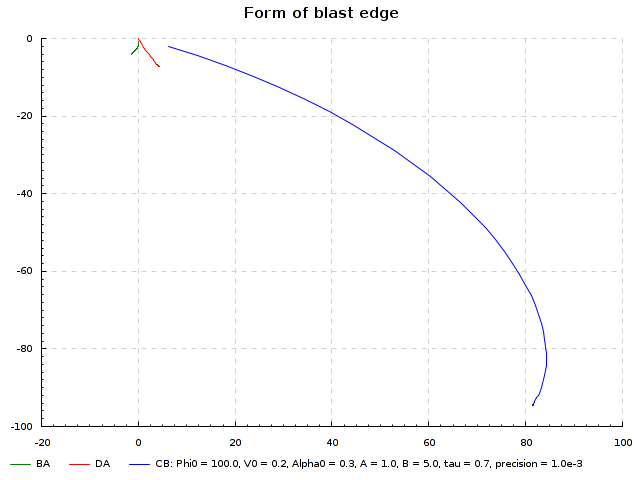 Form of blast edge
0
-20
-40
-60
-80
-100
-20 0 20 40 60 80 100
BA DA CB: Phi0 = 100.0, V0 = 0.2, Alpha0 = 0.3, A = 1.0, B = 5.0, tau = 0.7, precision = 1.0e-3